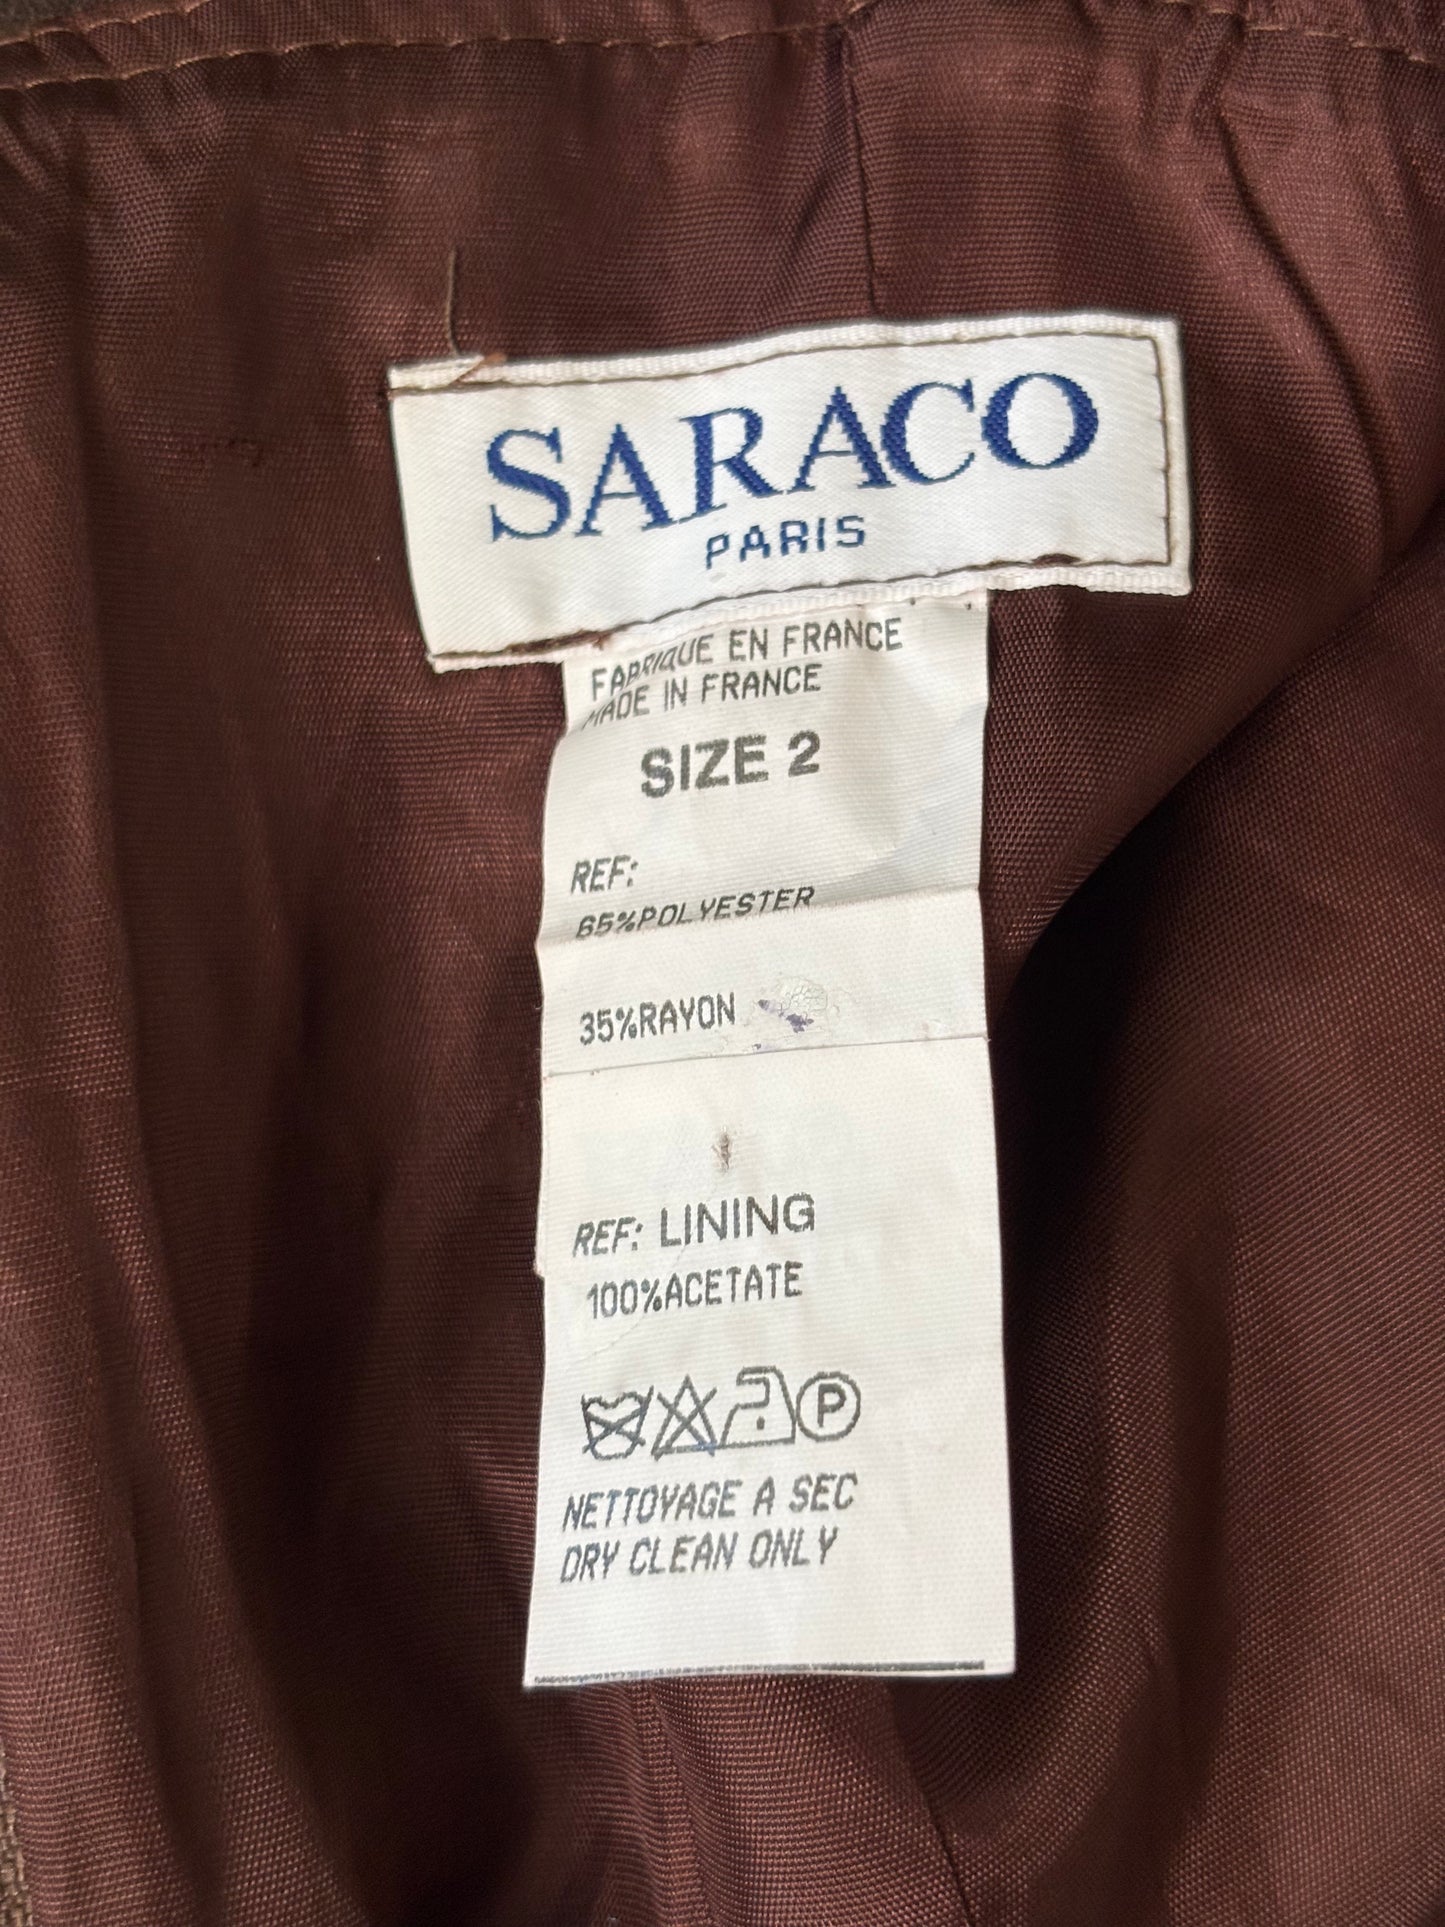 SARACO
PARIS
FABRIQUE EN FRANCE
MADE IN FRANCE
SIZE 2
REF:
65%POLYESTER
35%RAYON
REF: LINING
100%ACETATE
P
NETTOYAGE A SEC
DRY CLEAN ONLY